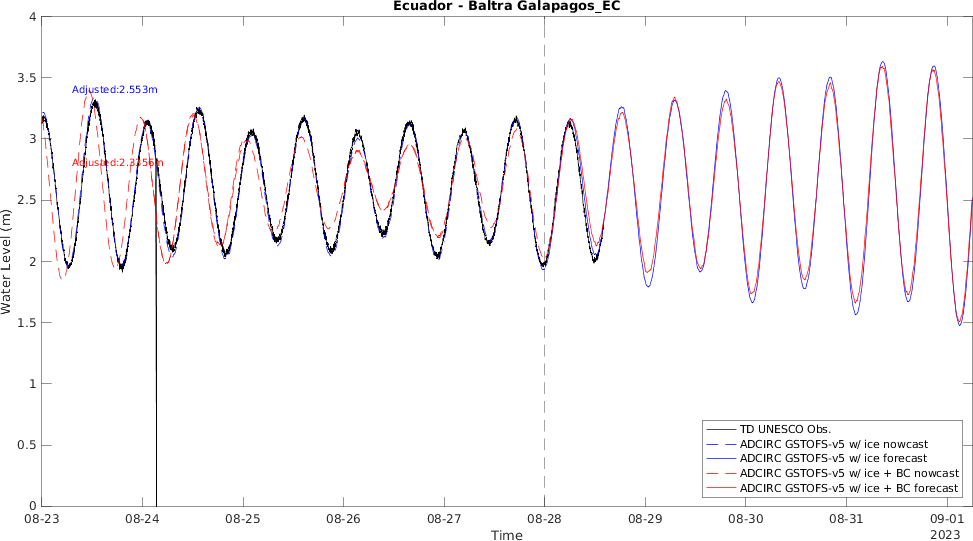 Ecuador - Baltra Galapagos_EC
4
3.5
3
2.5
2
1.5
1
0.5
0
Water Level (m)
Adjusted:2.553m
Adjusted:2.3356m
TD UNESCO Obs.
ADCIRC GSTOFS-v5 w/ ice nowcast
ADCIRC GSTOFS-v5 w/ ice forecast
ADCIRC GSTOFS-v5 w/ ice + BC nowcast
ADCIRC GSTOFS-v5 w/ ice + BC forecast
08-23 08-24 08-25 08-26 08-27 08-28 08-29 08-30 08-31 09-01
2023
Time